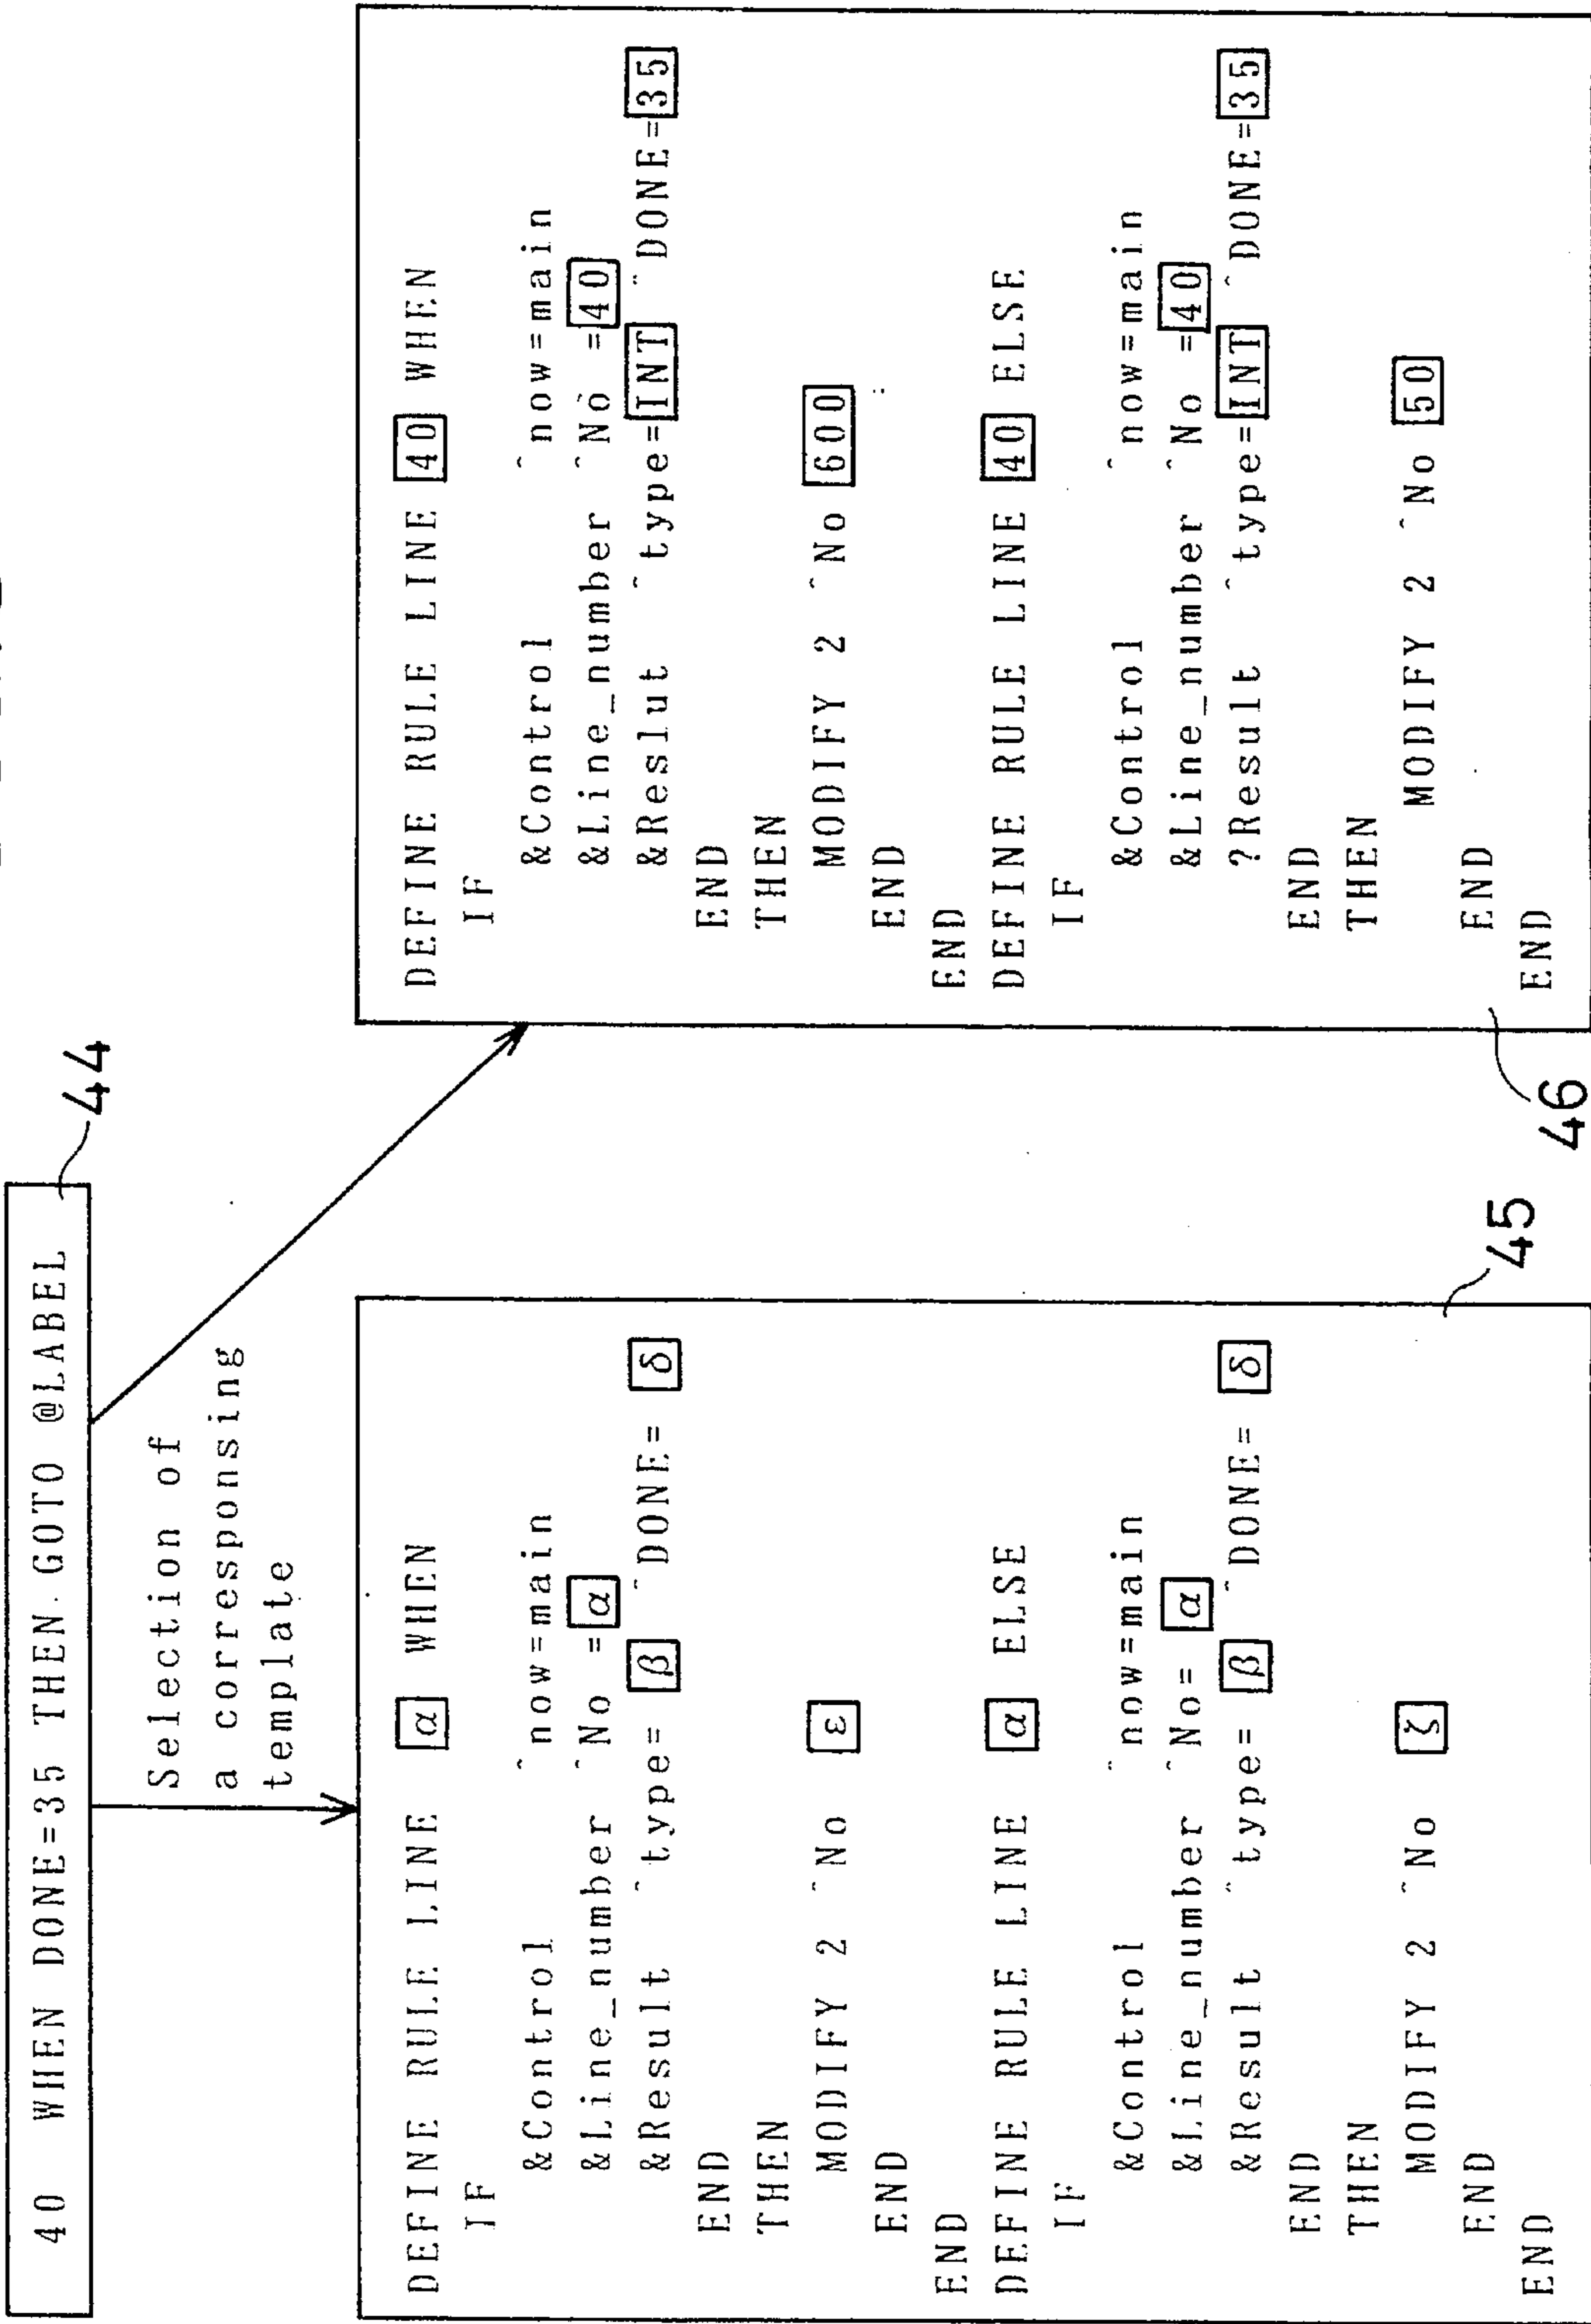 40 WHEN DONE=35 THEN GOTO @LABEL
44
Selection of
a corresponsing
template
DEFINE RULE LINE α WHEN
IF
&Control ^now=main
&Line_number ^No = α
&Result ^type= β ^DONE= δ
END
THEN
MODIFY 2 ^No ε
END
END
DEFINE RULE LINE α ELSE
IF
&Control ^now=main
&Line_number ^No= α
&Result ^type= β ^DONE= δ
END
THEN
MODIFY 2 ^No ζ
END
END
45
DEFINE RULE LINE 40 WHEN
IF
&Control ^now=main
&Line_number ^No =40
&Reslut ^type=INT ^DONE=35
END
THEN
MODIFY 2 ^No 600
END
END
DEFINE RULE LINE 40 ELSE
IF
&Control ^now=main
&Line_number ^No =40
?Result ^type=INT ^DONE=35
END
THEN
MODIFY 2 ^No 50
END
END
46